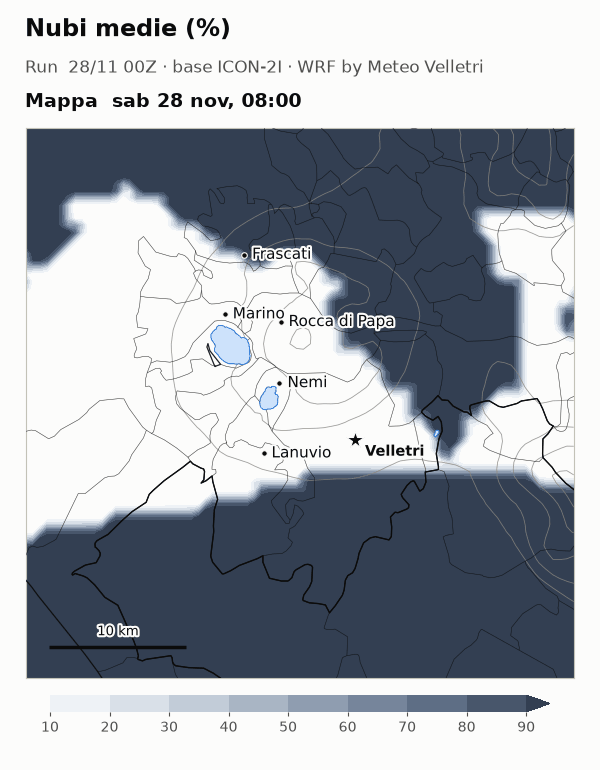 Nubi medie (%)
Run  28/11 00Z · base ICON-2I · WRF by Meteo Velletri
Mappa  sab 28 nov, 08:00
Frascati
Marino
Rocca di Papa
Nemi
Velletri
Lanuvio
10 km
10 20 30 40 50 60 70 80 90